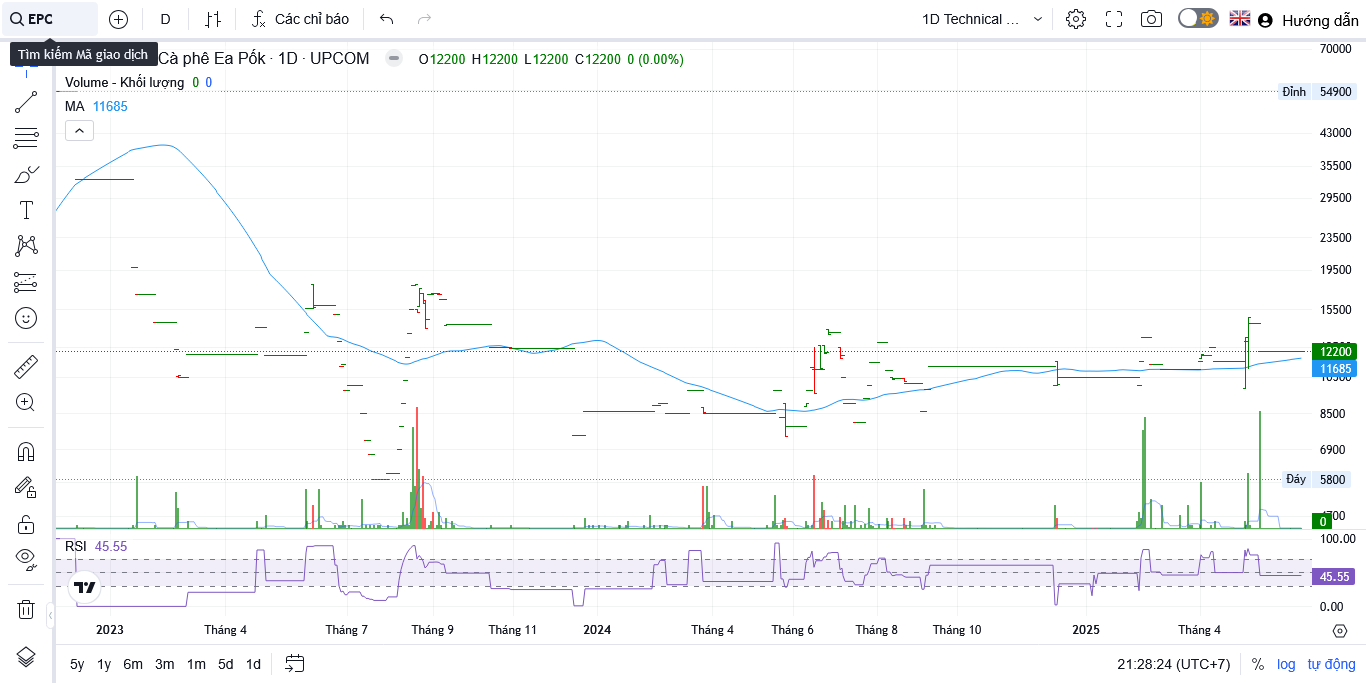 EPC
D
Các chỉ báo
1D Technical ...
Hướng dẫn
Tìm kiếm Mã giao dịch
Cà phê Ea Pốk · 1D · UPCOM
O12200 H12200 L12200 C12200 0 (0.00%)
Volume - Khối lượng 0 0
MA 11685
70000
Đỉnh 54900
43000
35500
29500
23500
19500
15500
12200
11685
8500
6900
Đáy 5800
0
RSI 45.55
100.00
45.55
0.00
2023 Tháng 4 Tháng 7 Tháng 9 Tháng 11 2024 Tháng 4 Tháng 6 Tháng 8 Tháng 10 2025 Tháng 4
5y 1y 6m 3m 1m 5d 1d
21:28:24 (UTC+7) % log tự động